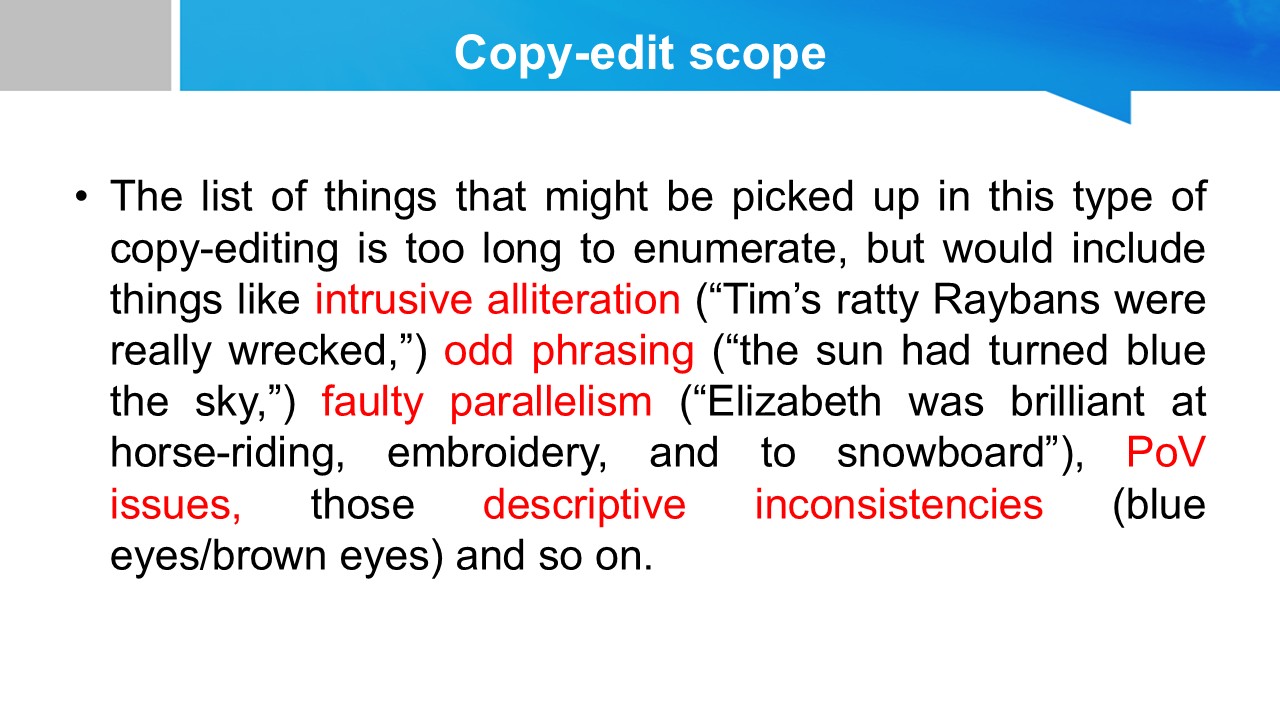 Copy-edit scope
• The list of things that might be picked up in this type of
copy-editing is too long to enumerate, but would include
things like intrusive alliteration (“Tim’s ratty Raybans were
really wrecked,”) odd phrasing (“the sun had turned blue
the sky,”) faulty parallelism (“Elizabeth was brilliant at
horse-riding, embroidery, and to snowboard”), PoV
issues, those descriptive inconsistencies (blue
eyes/brown eyes) and so on.